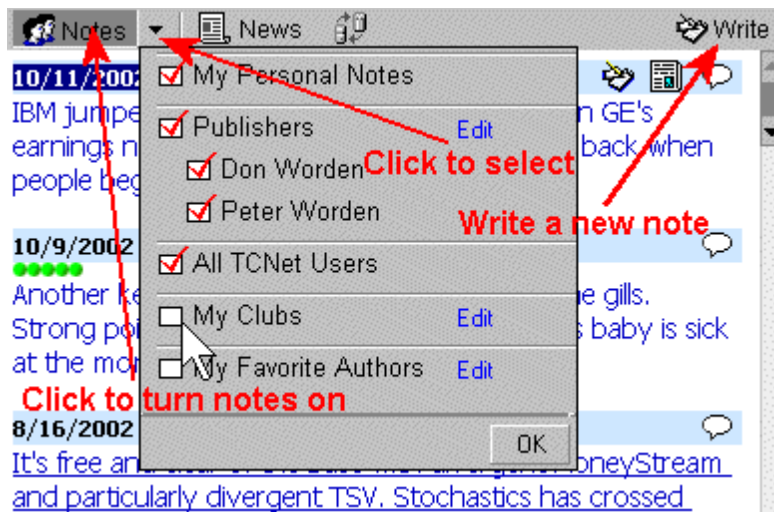 Notes News Write
10/11/2002 My Personal Notes
IBM jumpe n GE's
Publishers Edit
earnings n back when
Don Worden Click to select
people beg
Peter Worden
Write a new note
10/9/2002 All TCNet Users
Another ke e gills.
My Clubs Edit
Strong poi s baby is sick
at the mor My Favorite Authors Edit
Click to turn notes on
8/16/2002 OK
It's free an oneyStream
and particularly divergent TSV. Stochastics has crossed